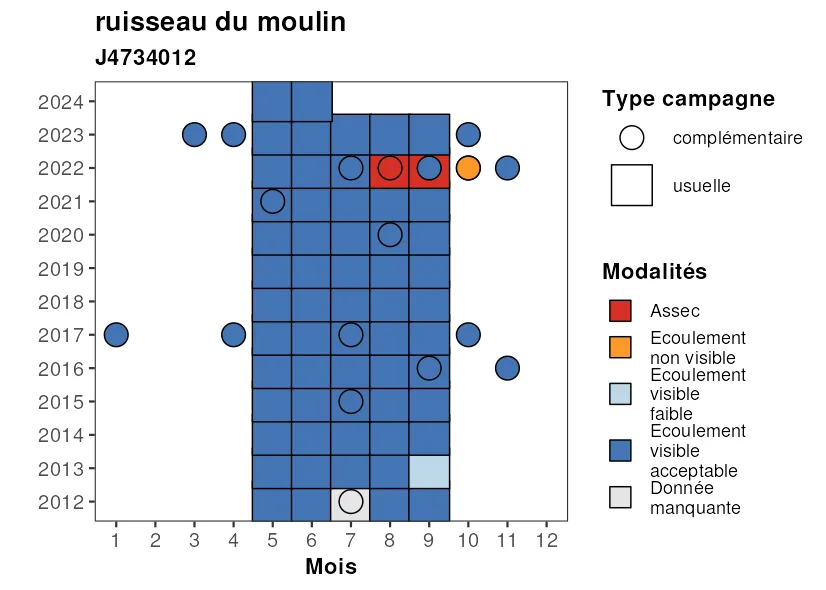 ruisseau du moulin
J4734012
2024
2023
2022
2021
2020
2019
2018
2017
2016
2015
2014
2013
2012
1 2 3 4 5 6 7 8 9 10 11 12
Mois
Type campagne
complémentaire
usuelle
Modalités
Assec
Ecoulement
non visible
Ecoulement
visible
faible
Ecoulement
visible
acceptable
Donnée
manquante